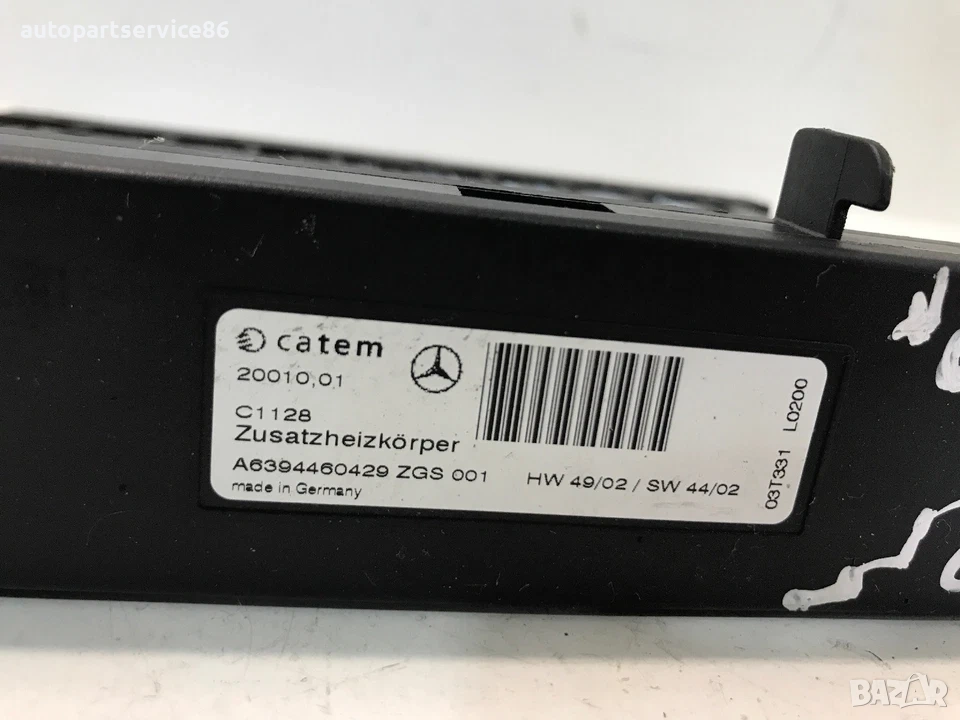 autopartservice86
catem
20010,01
C1128
Zusatzheizkörper
A6394460429 ZGS 001
HW 49/02 / SW 44/02
made in Germany
03T331 L0200
BAZAR